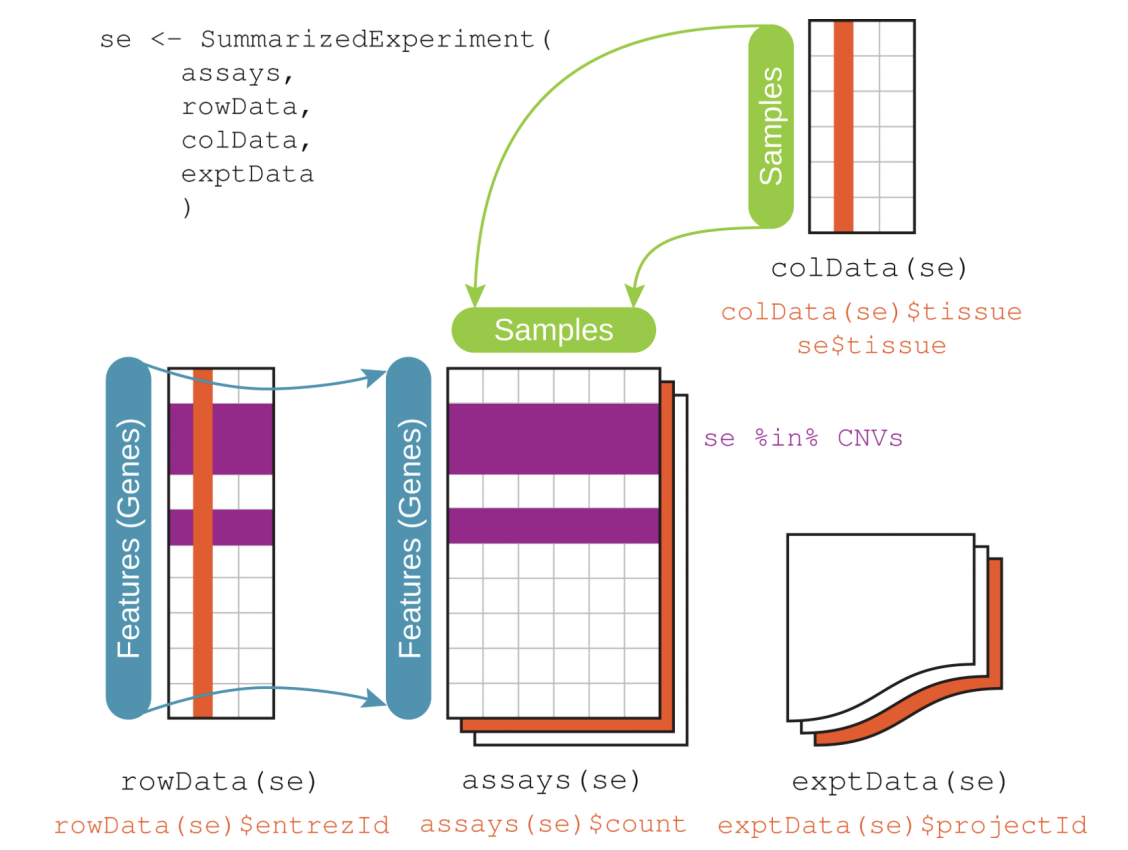 se <- SummarizedExperiment(
assays,
rowData,
colData,
exptData
)
Samples
colData(se)
colData(se)$tissue
se$tissue
Samples
Features (Genes)
Features (Genes)
se %in% CNVs
rowData(se)
assays(se)
exptData(se)
rowData(se)$entrezId
assays(se)$count
exptData(se)$projectId